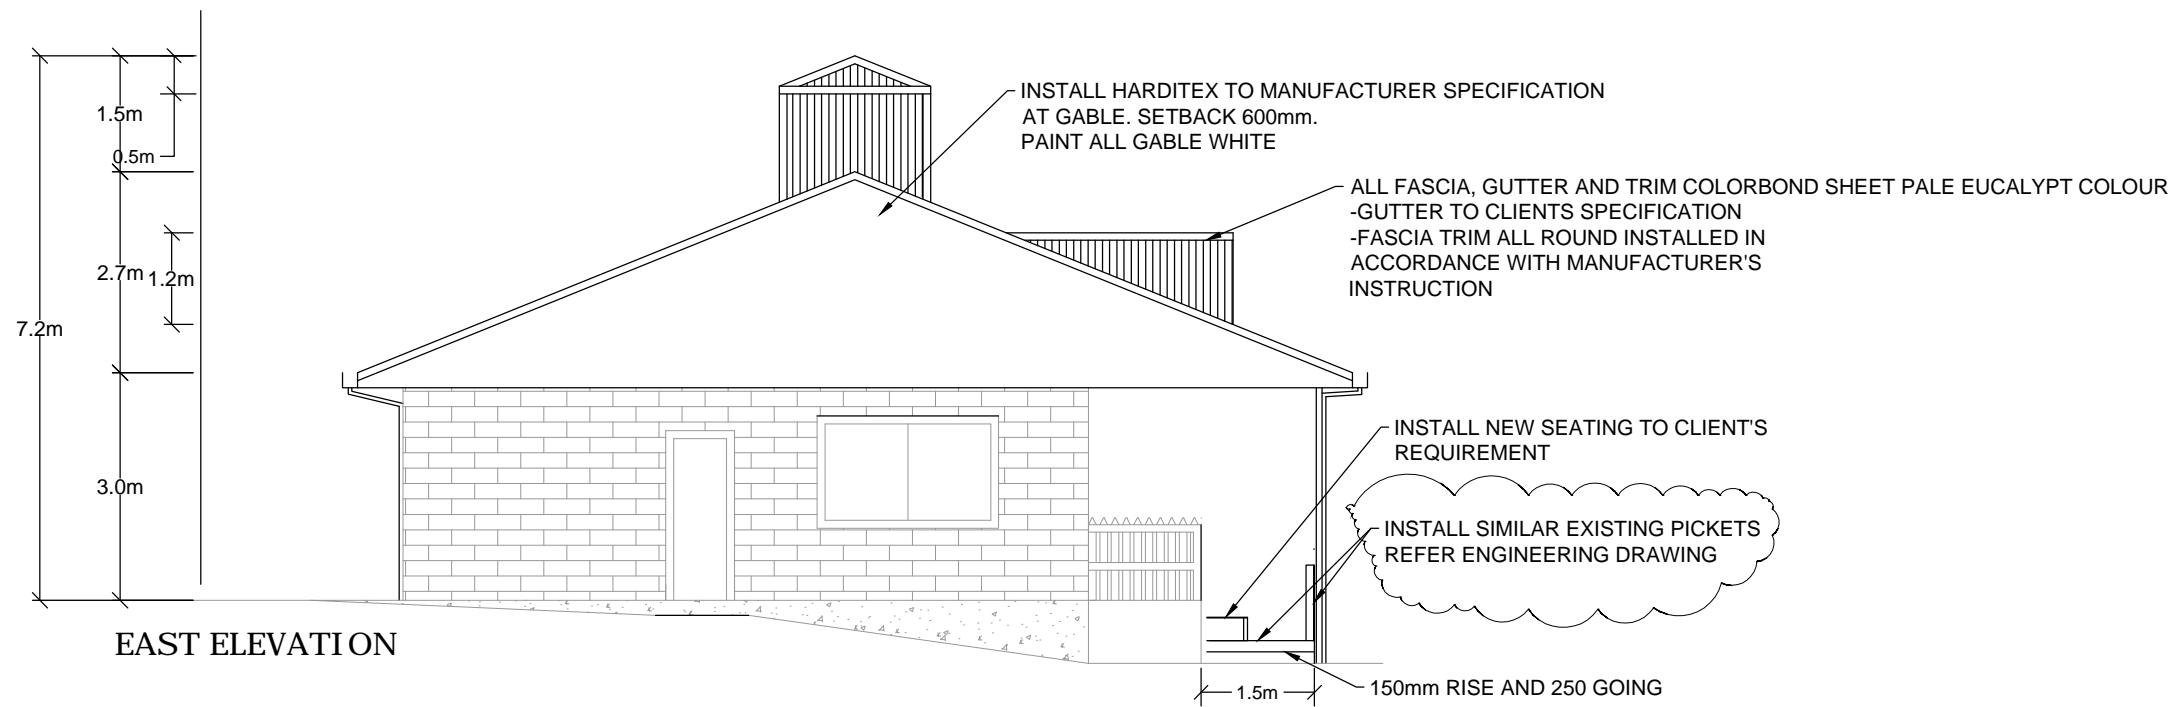 1.5m
0.5m
2.7m
1.2m
7.2m
3.0m
INSTALL HARDITEX TO MANUFACTURER SPECIFICATION
AT GABLE. SETBACK 600mm.
PAINT ALL GABLE WHITE
ALL FASCIA, GUTTER AND TRIM COLORBOND SHEET PALE EUCALYPT COLOUR
-GUTTER TO CLIENTS SPECIFICATION
-FASCIA TRIM ALL ROUND INSTALLED IN
ACCORDANCE WITH MANUFACTURER'S
INSTRUCTION
INSTALL NEW SEATING TO CLIENT'S
REQUIREMENT
INSTALL SIMILAR EXISTING PICKETS
REFER ENGINEERING DRAWING
EAST ELEVATION
1.5m
150mm RISE AND 250 GOING